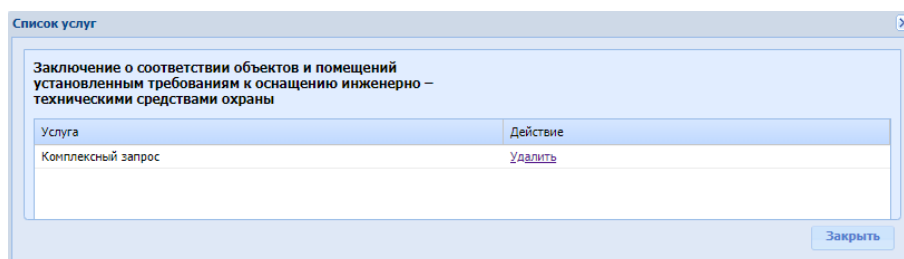 Список услуг
Заключение о соответствии объектов и помещений
установленным требованиям к оснащению инженерно –
техническими средствами охраны
Услуга Действие
Комплексный запрос Удалить
Закрыть